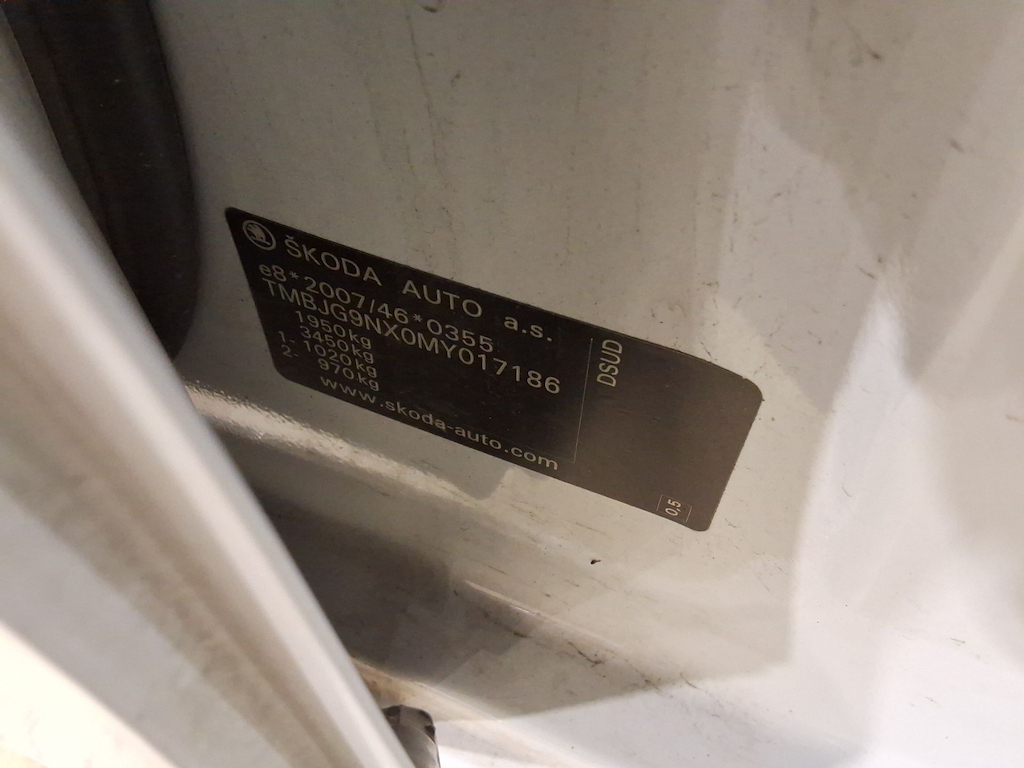 ŠKODA AUTO a.s.
e8*2007/46*0355
TMBJG9NX0MY017186
1950kg
3450kg
1- 1020kg
2- 970kg
www.skoda-auto.com
DSUD
0.5